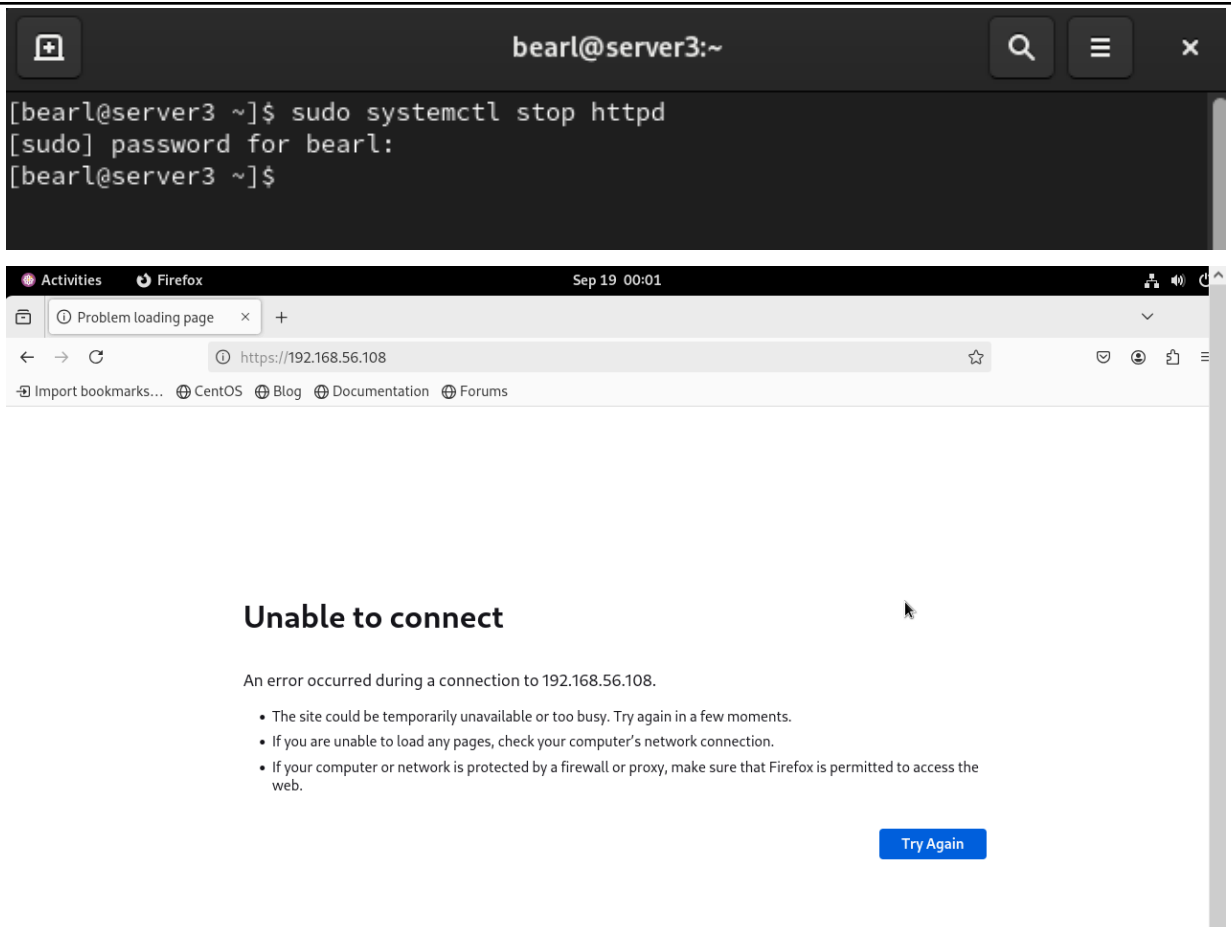 bearl@server3:~
[bearl@server3 ~]$ sudo systemctl stop httpd
[sudo] password for bearl:
[bearl@server3 ~]$
Activities Firefox Sep 19 00:01
Problem loading page
https://192.168.56.108
Import bookmarks... CentOS Blog Documentation Forums
Unable to connect
An error occurred during a connection to 192.168.56.108.
• The site could be temporarily unavailable or too busy. Try again in a few moments.
• If you are unable to load any pages, check your computer's network connection.
• If your computer or network is protected by a firewall or proxy, make sure that Firefox is permitted to access the
web.
Try Again